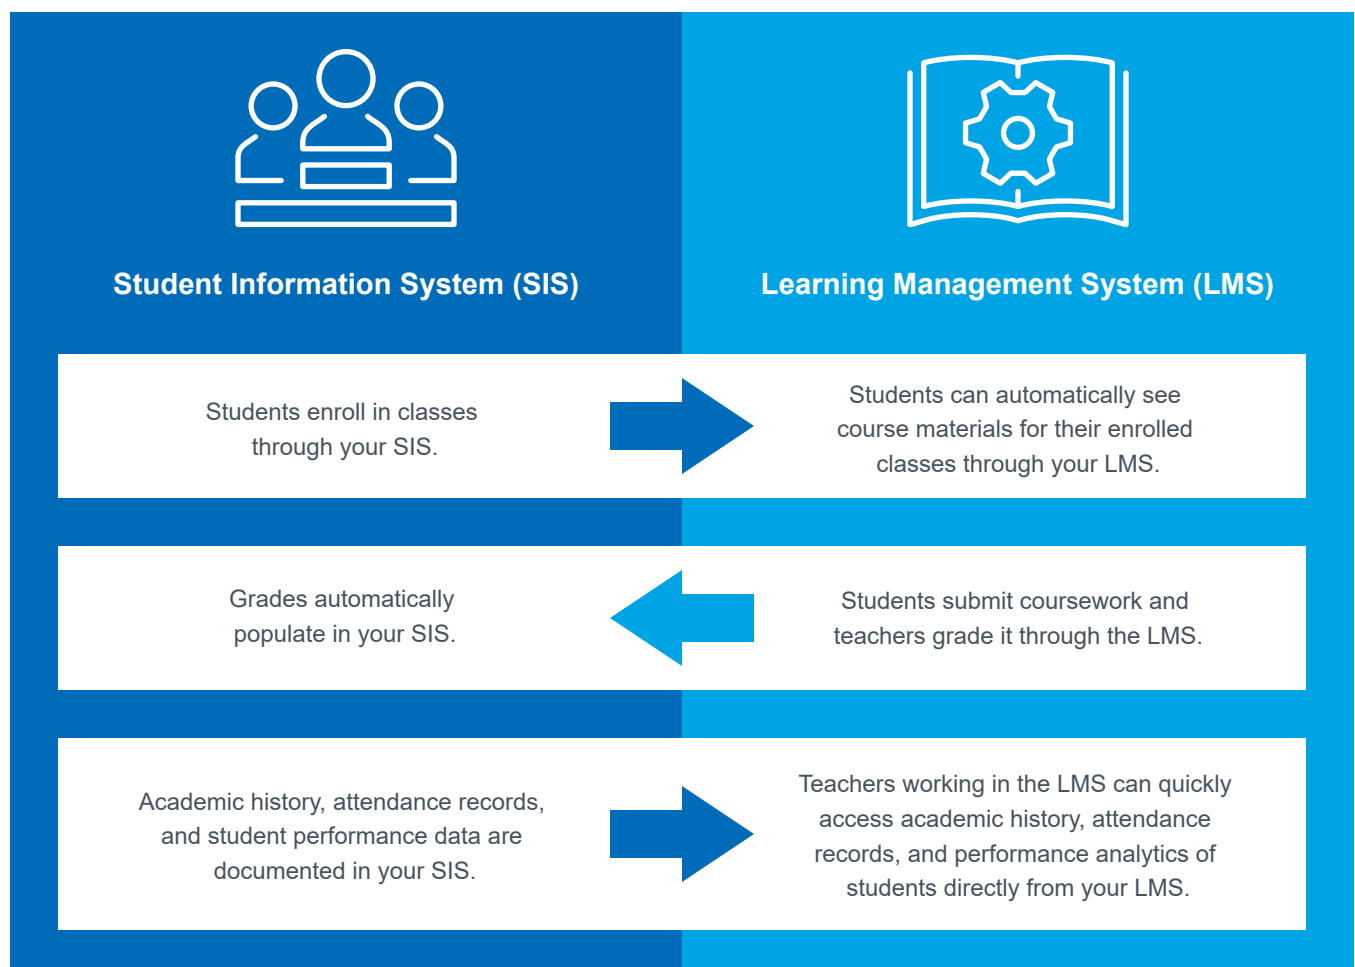 Student Information System (SIS)
Learning Management System (LMS)
Students enroll in classes
through your SIS.
Students can automatically see
course materials for their enrolled
classes through your LMS.
Grades automatically
populate in your SIS.
Students submit coursework and
teachers grade it through the LMS.
Academic history, attendance records,
and student performance data are
documented in your SIS.
Teachers working in the LMS can quickly
access academic history, attendance
records, and performance analytics of
students directly from your LMS.